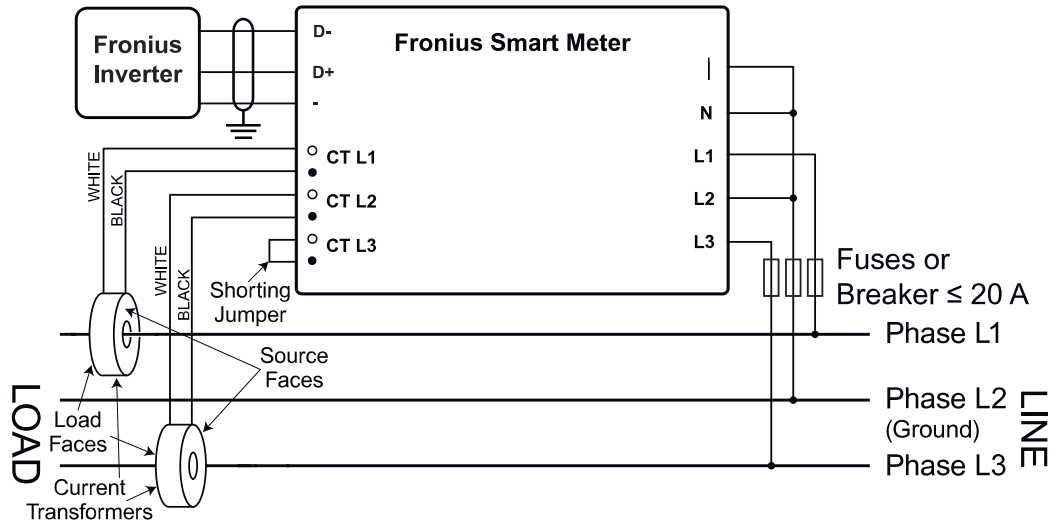 Fronius
Inverter
D-
D+
-
Fronius Smart Meter
N
L1
L2
L3
CT L1
CT L2
CT L3
WHITE
BLACK
WHITE
BLACK
Shorting
Jumper
Fuses or
Breaker ≤ 20 A
Source
Faces
Load
Faces
Current
Transformers
LOAD
Phase L1
Phase L2
(Ground)
Phase L3
LINE